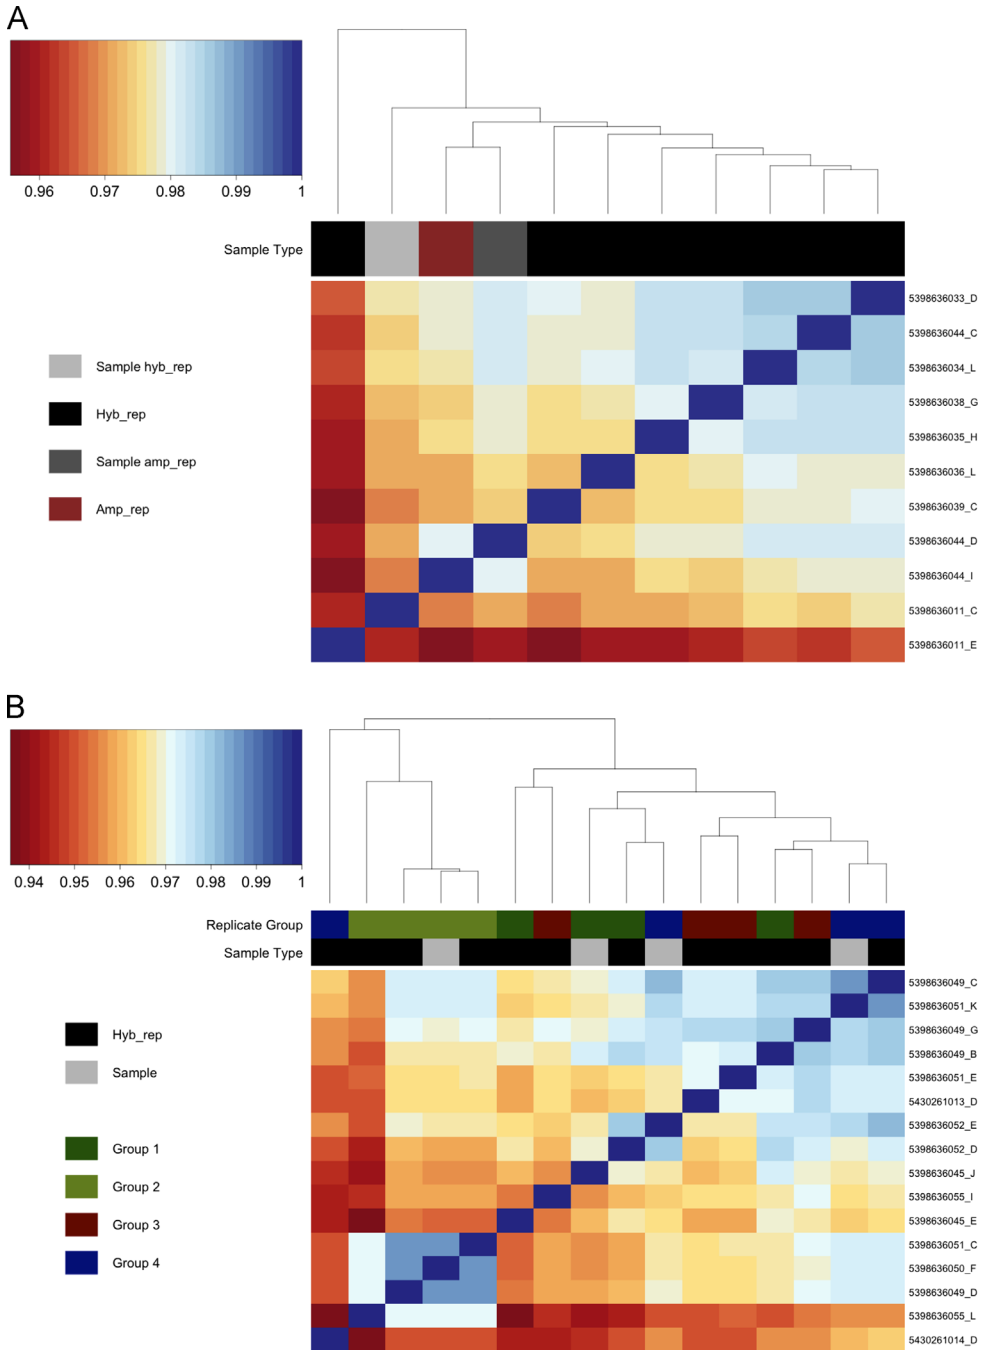 A
0.96 0.97 0.98 0.99 1
Sample Type
Sample hyb_rep
Hyb_rep
Sample amp_rep
Amp_rep
5398636033_D
5398636044_C
5398636034_L
5398636038_G
5398636035_H
5398636036_L
5398636039_C
5398636044_D
5398636044_I
5398636011_C
5398636011_E
B
0.94 0.95 0.96 0.97 0.98 0.99 1
Replicate Group
Sample Type
Hyb_rep
Sample
Group 1
Group 2
Group 3
Group 4
5398636049_C
5398636051_K
5398636049_G
5398636049_B
5398636051_E
5430261013_D
5398636052_E
5398636052_D
5398636045_J
5398636055_I
5398636045_E
5398636051_C
5398636050_F
5398636049_D
5398636055_L
5430261014_D